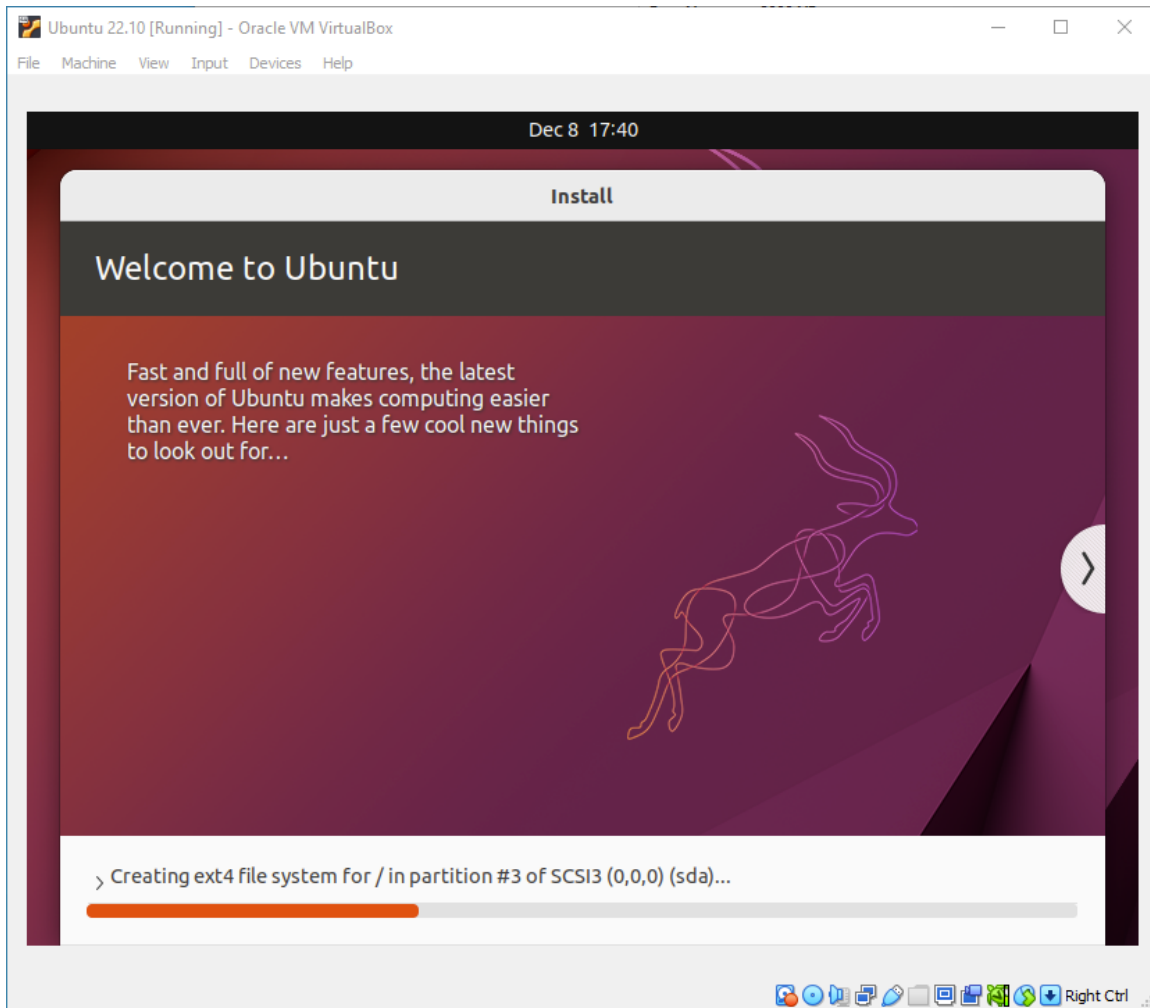 Ubuntu 22.10 [Running] - Oracle VM VirtualBox
File Machine View Input Devices Help
Dec 8 17:40
Install
Welcome to Ubuntu
Fast and full of new features, the latest
version of Ubuntu makes computing easier
than ever. Here are just a few cool new things
to look out for...
Creating ext4 file system for / in partition #3 of SCSI3 (0,0,0) (sda)...
Right Ctrl